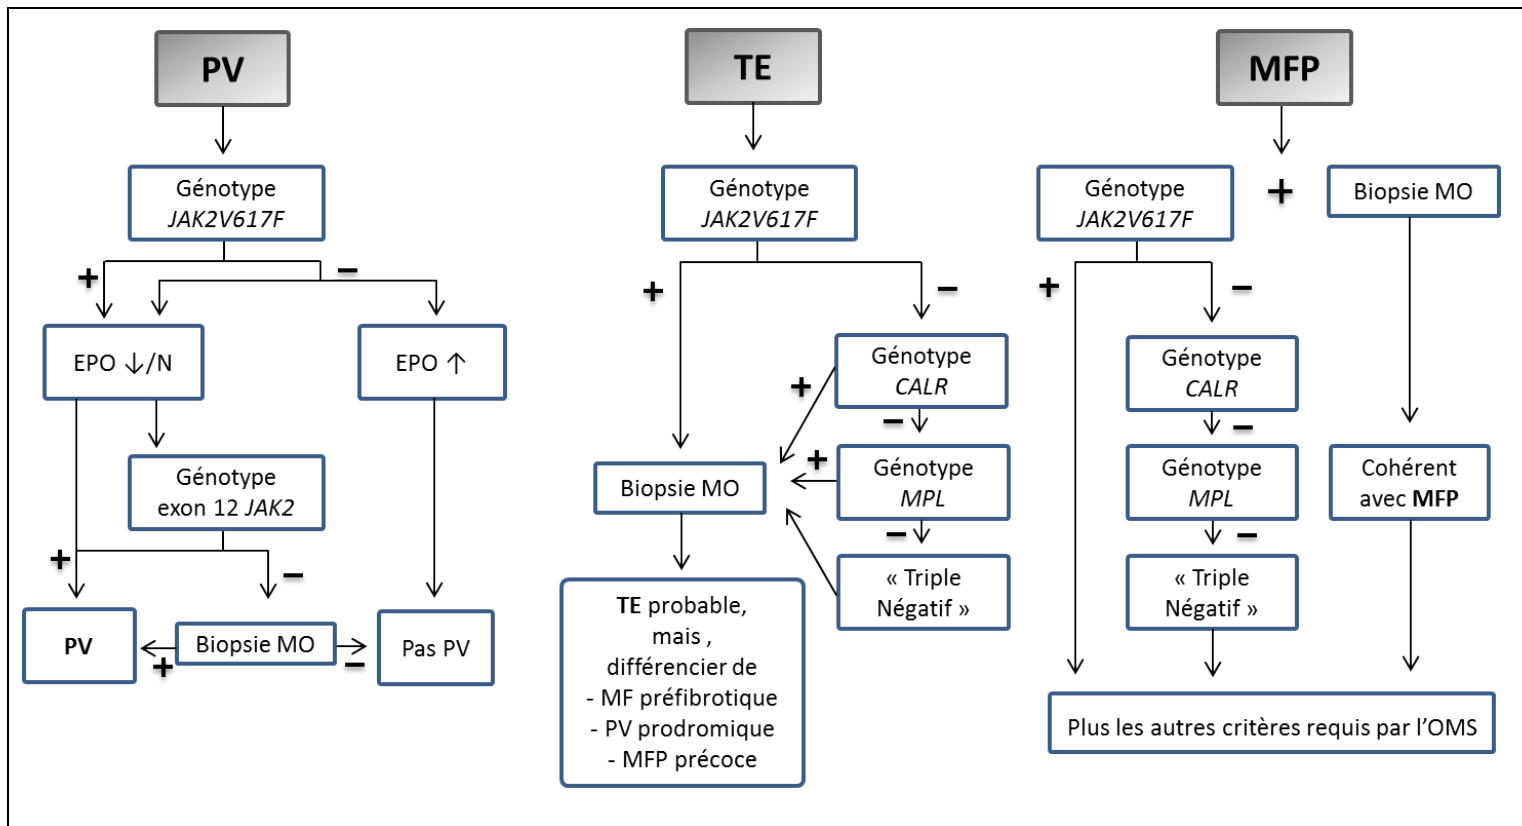 PV
Génotype
JAK2V617F
+
−
EPO ↓/N
EPO ↑
Génotype
exon 12 JAK2
+
−
PV
+
Biopsie MO
−
Pas PV
TE
Génotype
JAK2V617F
+
−
Génotype
CALR
+
−
Génotype
MPL
+
−
« Triple
Négatif »
Biopsie MO
TE probable,
mais ,
différencier de
- MF préfibrotique
- PV prodromique
- MFP précoce
MFP
+
Génotype
JAK2V617F
+
−
Génotype
CALR
−
Génotype
MPL
−
« Triple
Négatif »
Biopsie MO
Cohérent
avec MFP
Plus les autres critères requis par l’OMS